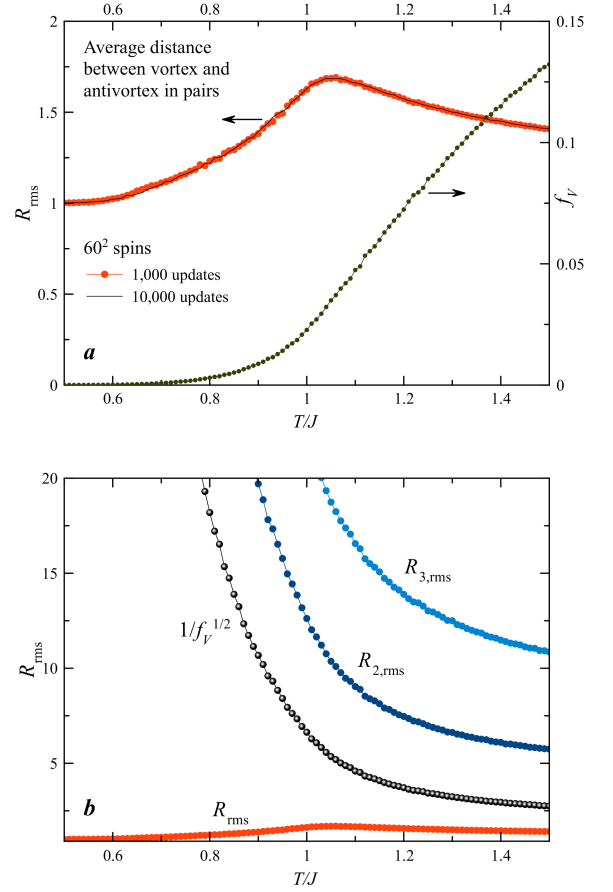 0.6 0.8 1 1.2 1.4
2
1.5
1
0.5
0
R_rms
Average distance
between vortex and
antivortex in pairs
60² spins
1,000 updates
10,000 updates
a
0.15
0.1
0.05
0
f_V
0.6 0.8 1 1.2 1.4
T/J
20
15
10
5
R_rms
1/f_V^1/2
R_3,rms
R_2,rms
R_rms
b
0.6 0.8 1 1.2 1.4
T/J